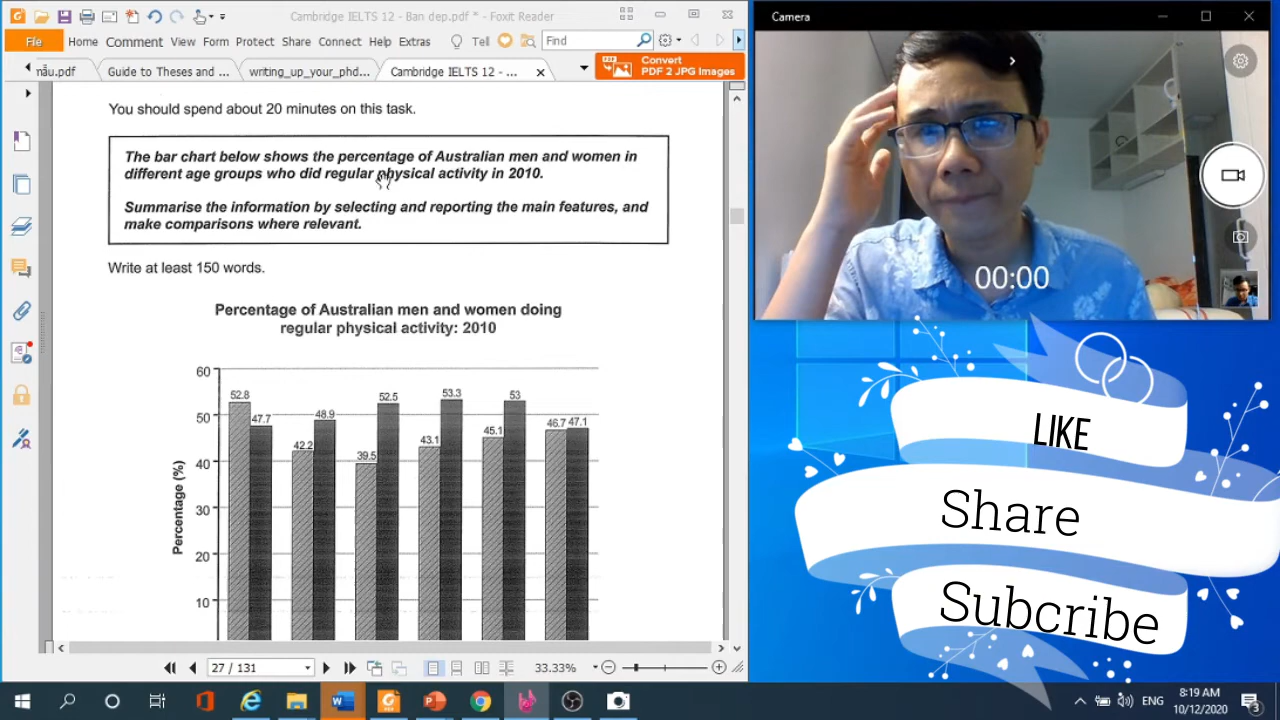 Cambridge IELTS 12 - Ban dep.pdf * - Foxit Reader
File Home Comment View Form Protect Share Connect Help Extras Tell Find
Guide to Theses and ... writing_up_your_phd... Cambridge IELTS 12 - ...
Convert
PDF 2 JPG Images
You should spend about 20 minutes on this task.
The bar chart below shows the percentage of Australian men and women in
different age groups who did regular physical activity in 2010.
Summarise the information by selecting and reporting the main features, and
make comparisons where relevant.
Write at least 150 words.
Percentage of Australian men and women doing
regular physical activity: 2010
Percentage (%)
60
50
40
30
20
10
52.8 47.7 42.2 48.9 39.5 52.5 43.1 53.3 45.1 53 46.7 47.1
27 / 131
33.33%
Camera
00:00
LIKE
Share
Subcribe
ENG
8:19 AM
10/12/2020
3